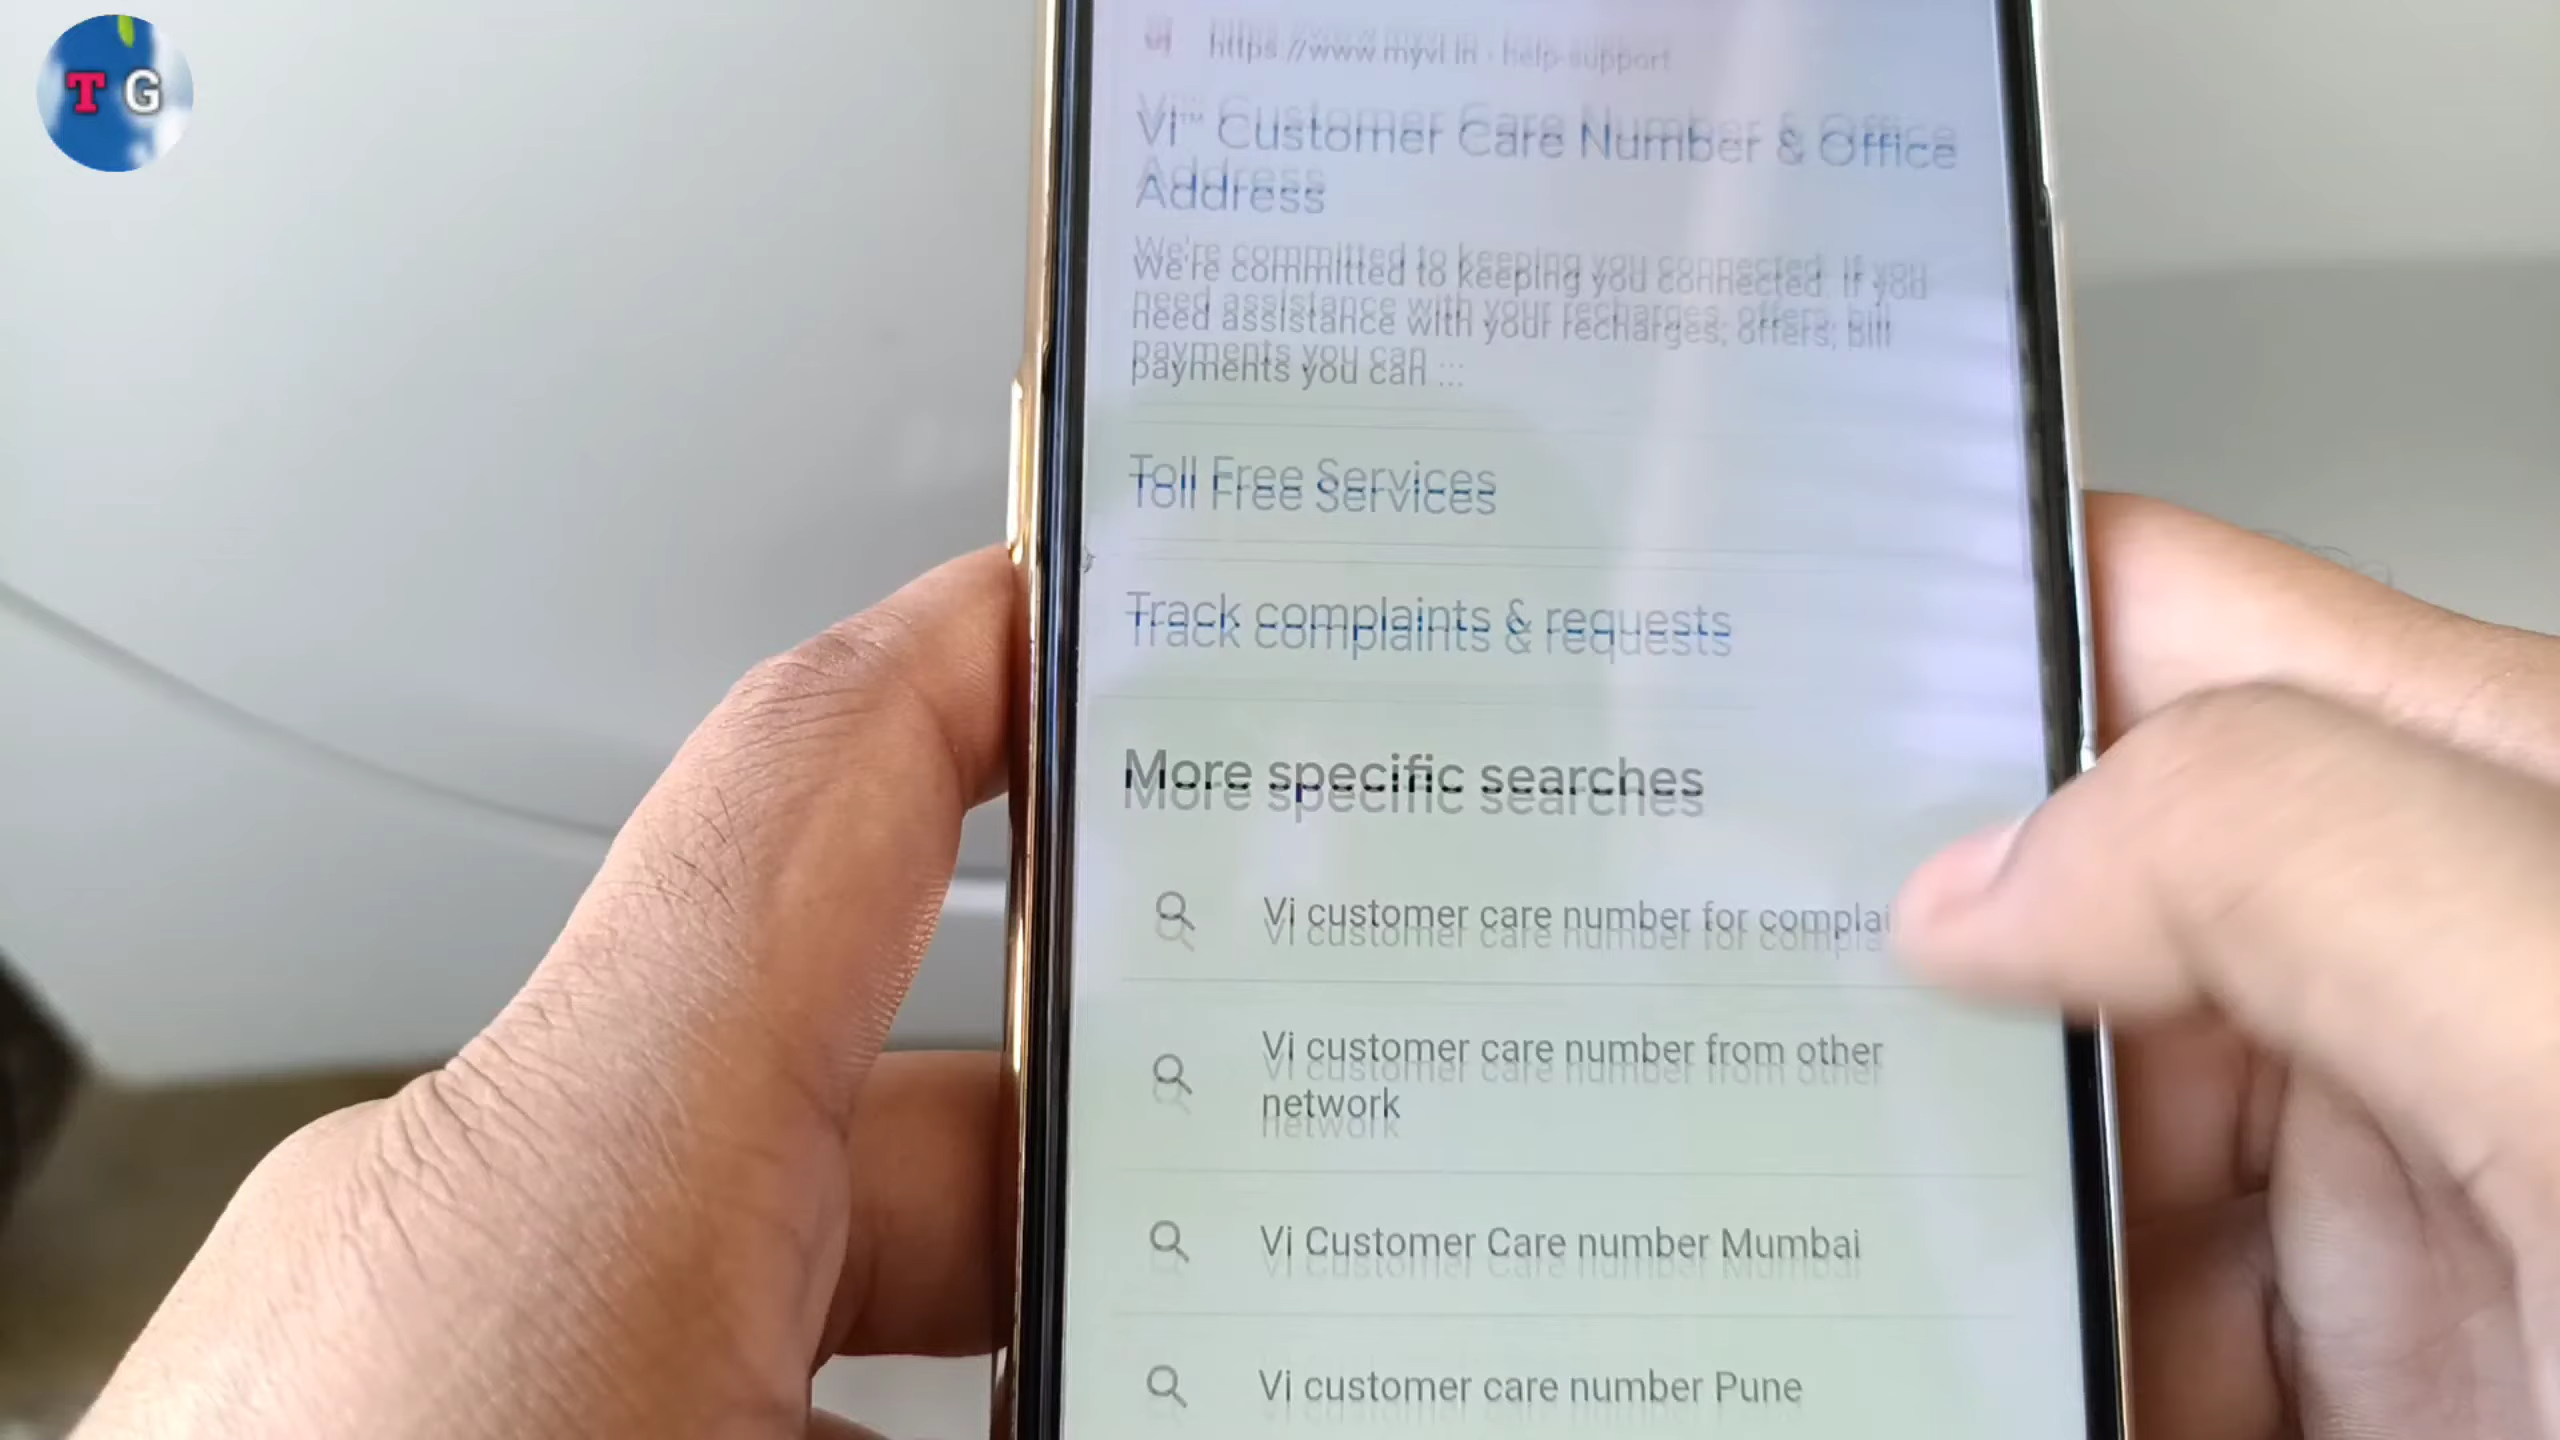 T G
https://www.myvi.in › help-support
Vi™ Customer Care Number & Office
Address
We're committed to keeping you connected. If you
need assistance with your recharges, offers, bill
payments you can ...
Toll Free Services
Track complaints & requests
More specific searches
Vi customer care number for complai
Vi customer care number from other
network
Vi Customer Care number Mumbai
Vi customer care number Pune